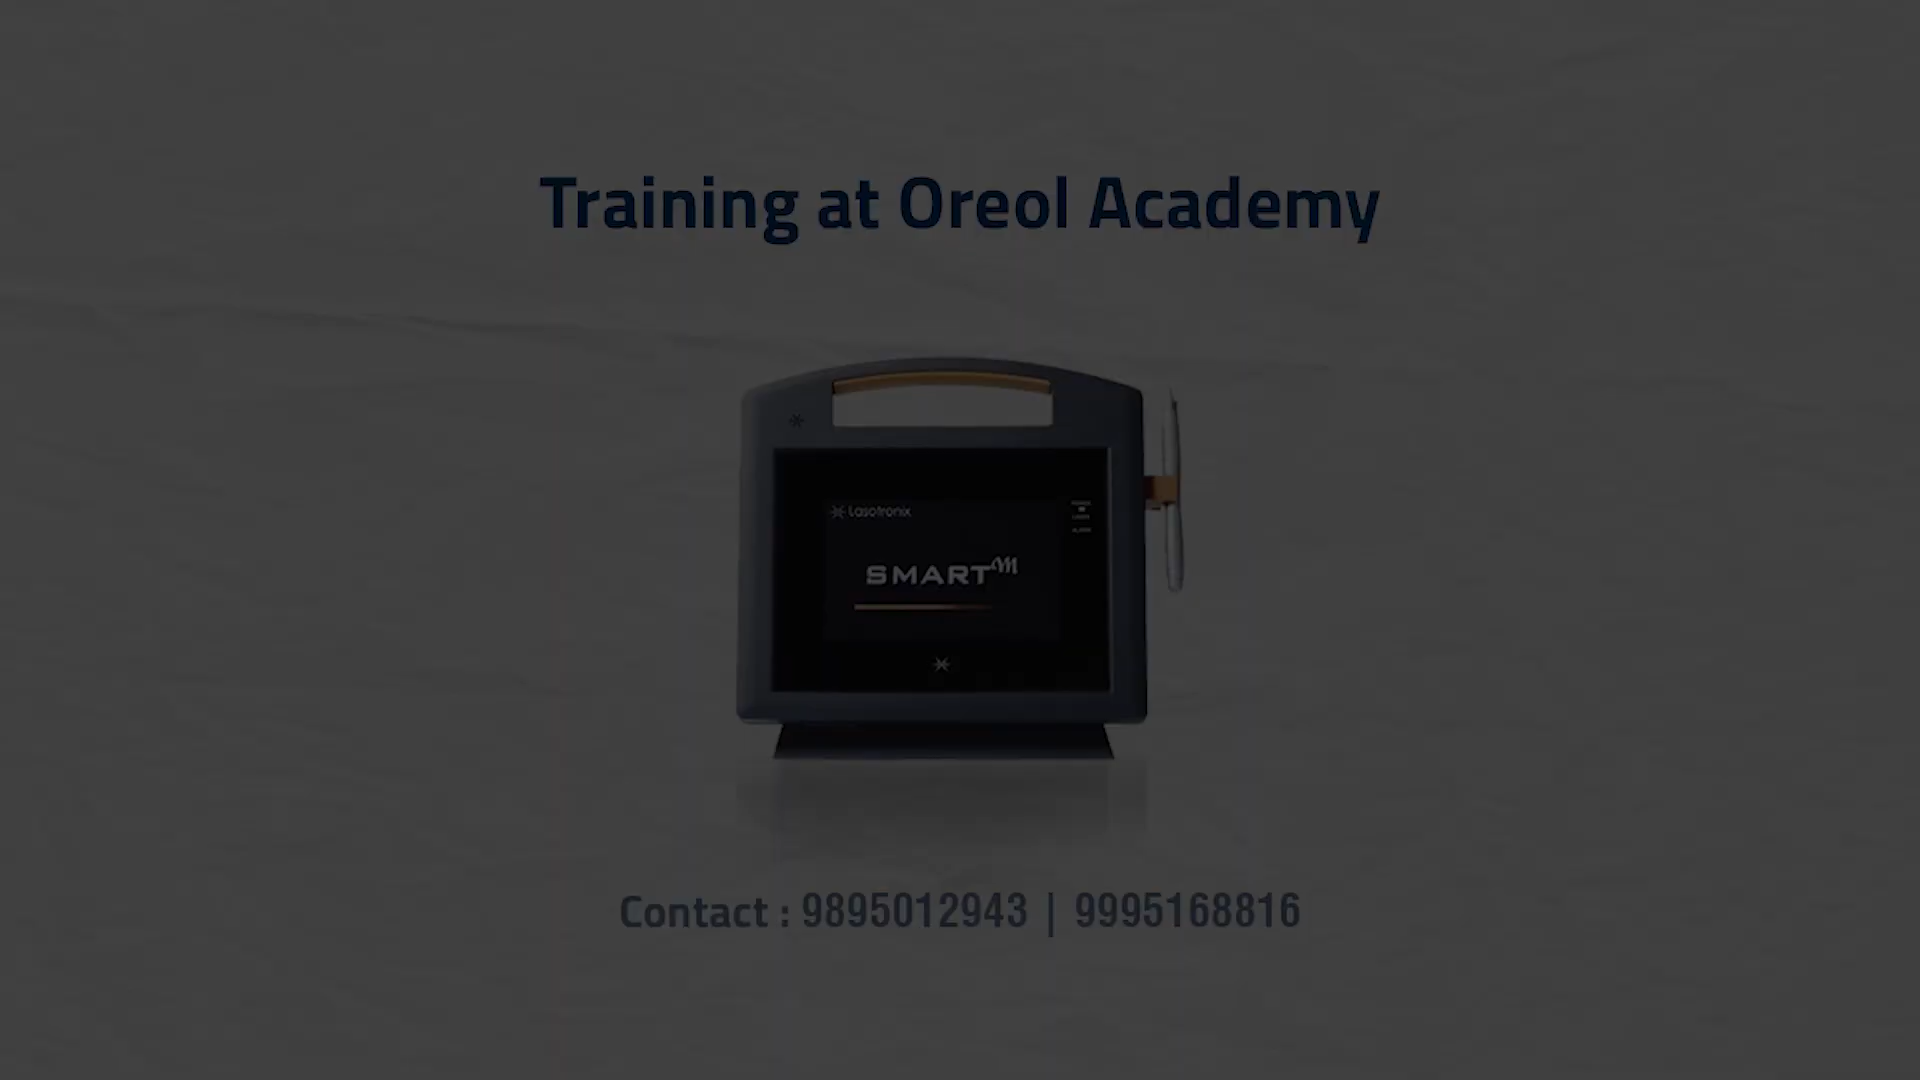 Training at Oreol Academy
Lasotronix
SMART M
Contact : 9895012943 | 9995168816